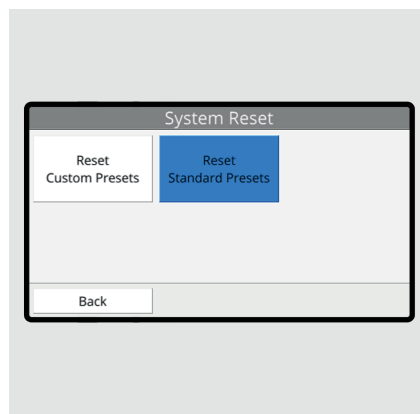 System Reset
Reset
Custom Presets
Reset
Standard Presets
Back